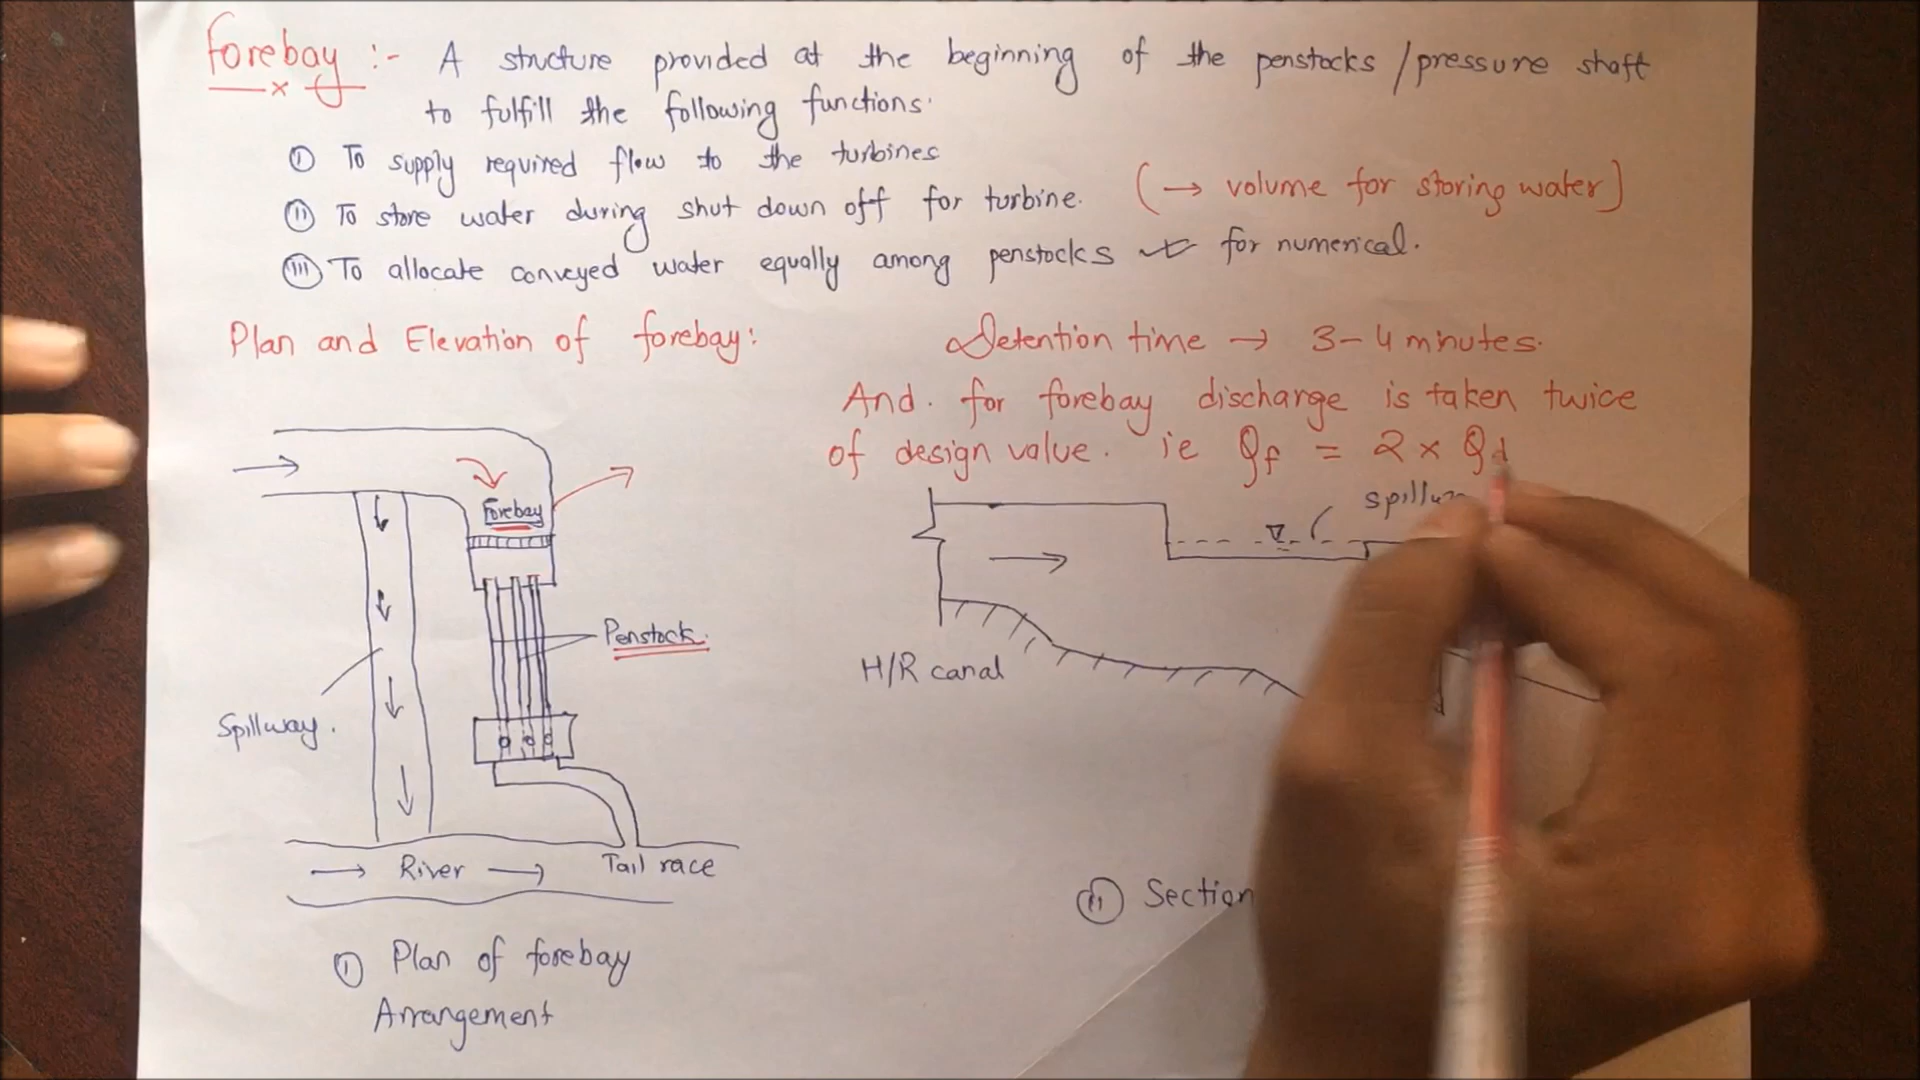 Forebay :- A structure provided at the beginning of the penstocks / pressure shaft
to fulfill the following functions.
(i) To supply required flow to the turbines
(ii) To store water during shut down off for turbine. (→ volume for storing water)
(iii) To allocate conveyed water equally among penstocks for numerical.
Plan and Elevation of forebay:
Detention time → 3-4 minutes.
And. for forebay discharge is taken twice
of design value. ie Qf = 2 × Qd
Forebay
Penstock.
Spillway.
→ River →
Tail race
(i) Plan of forebay
Arrangement
H/R canal
(ii) Section